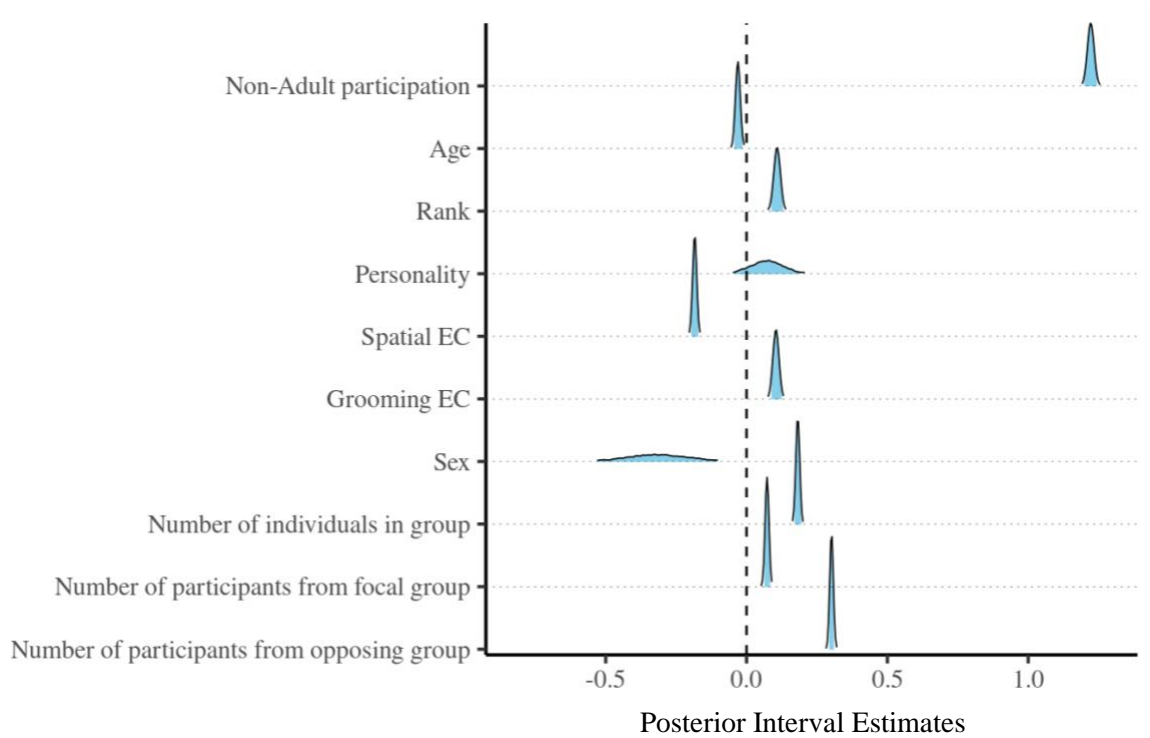 Non-Adult participation
Age
Rank
Personality
Spatial EC
Grooming EC
Sex
Number of individuals in group
Number of participants from focal group
Number of participants from opposing group
-0.5 0.0 0.5 1.0
Posterior Interval Estimates